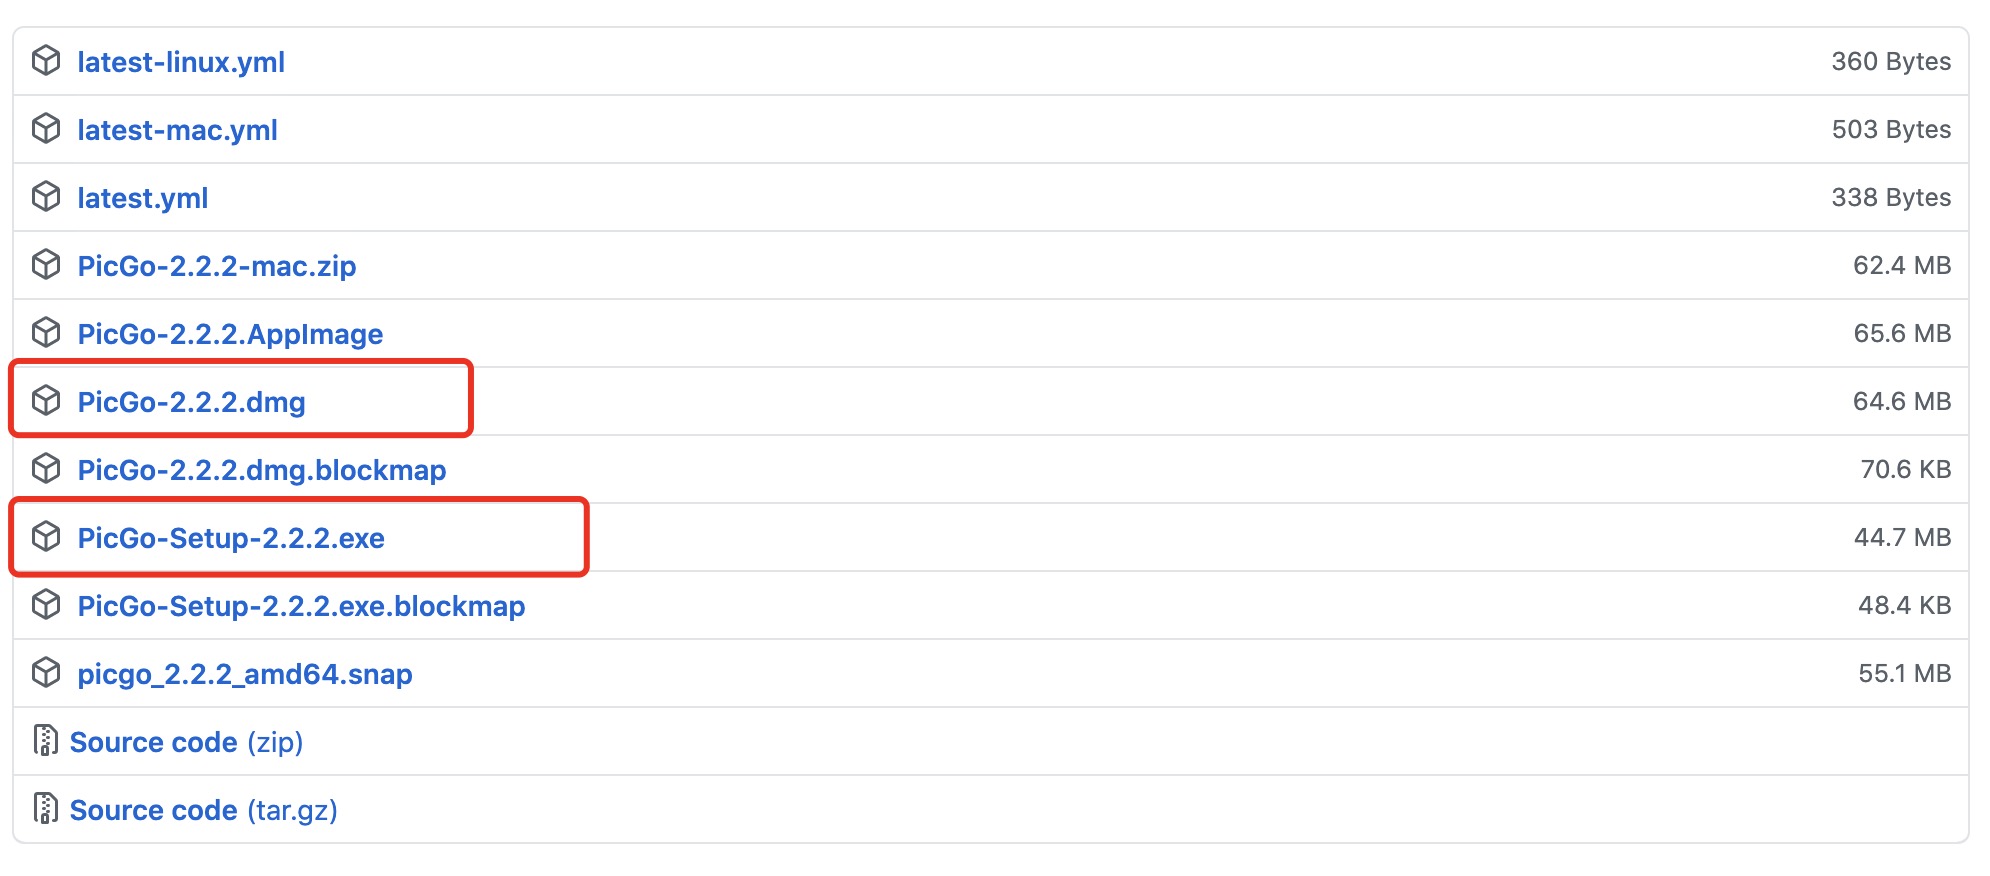 latest-linux.yml 360 Bytes
latest-mac.yml 503 Bytes
latest.yml 338 Bytes
PicGo-2.2.2-mac.zip 62.4 MB
PicGo-2.2.2.AppImage 65.6 MB
PicGo-2.2.2.dmg 64.6 MB
PicGo-2.2.2.dmg.blockmap 70.6 KB
PicGo-Setup-2.2.2.exe 44.7 MB
PicGo-Setup-2.2.2.exe.blockmap 48.4 KB
picgo_2.2.2_amd64.snap 55.1 MB
Source code (zip)
Source code (tar.gz)